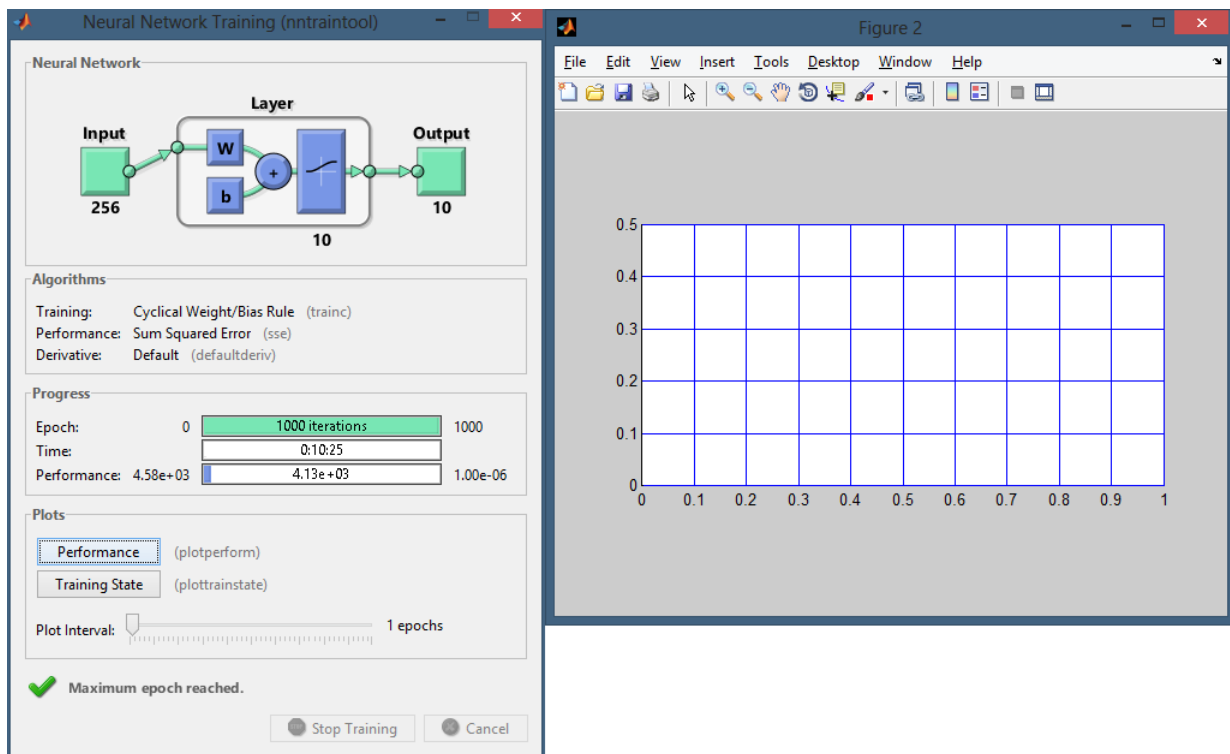 Neural Network Training (nntraintool)
Neural Network
Layer
Input
Output
W
b
+
256
10
10
Algorithms
Training: Cyclical Weight/Bias Rule (trainc)
Performance: Sum Squared Error (sse)
Derivative: Default (defaultderiv)
Progress
Epoch: 0 1000 iterations 1000
Time: 0:10:25
Performance: 4.58e+03 4.13e+03 1.00e-06
Plots
Performance (plotperform)
Training State (plottrainstate)
Plot Interval: 1 epochs
Maximum epoch reached.
Stop Training Cancel
Figure 2
File Edit View Insert Tools Desktop Window Help
0.5
0.4
0.3
0.2
0.1
0
0 0.1 0.2 0.3 0.4 0.5 0.6 0.7 0.8 0.9 1